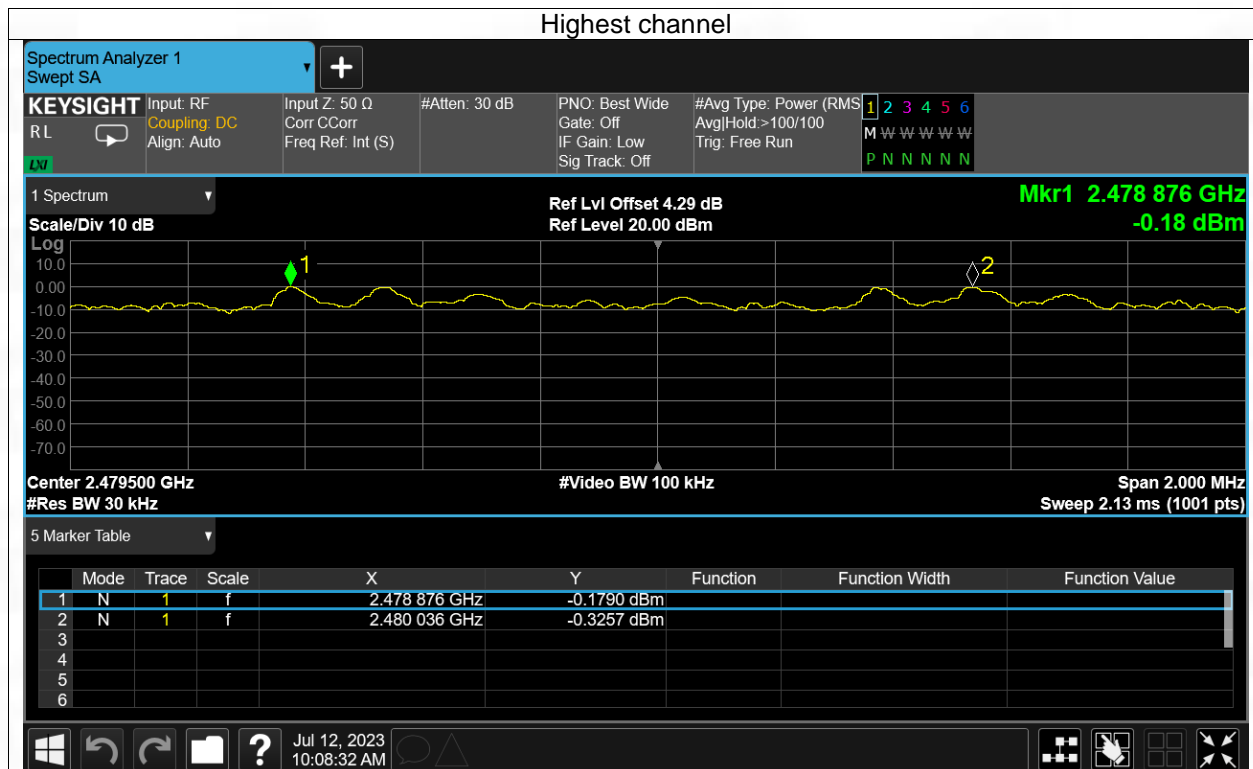 Highest channel
Spectrum Analyzer 1
Swept SA
+
KEYSIGHT Input: RF Input Z: 50 Ω #Atten: 30 dB PNO: Best Wide #Avg Type: Power (RMS 1 2 3 4 5 6
RL Coupling: DC Corr CCorr Gate: Off Avg|Hold:>100/100 M W W W W W
Align: Auto Freq Ref: Int (S) IF Gain: Low Trig: Free Run
LXI Sig Track: Off P N N N N N
1 Spectrum Ref Lvl Offset 4.29 dB Mkr1 2.478 876 GHz
Scale/Div 10 dB Ref Level 20.00 dBm -0.18 dBm
Log
10.0 1 2
0.00
-10.0
-20.0
-30.0
-40.0
-50.0
-60.0
-70.0
Center 2.479500 GHz #Video BW 100 kHz Span 2.000 MHz
#Res BW 30 kHz Sweep 2.13 ms (1001 pts)
5 Marker Table
Mode Trace Scale X Y Function Function Width Function Value
1 N 1 f 2.478 876 GHz -0.1790 dBm
2 N 1 f 2.480 036 GHz -0.3257 dBm
3
4
5
6
? Jul 12, 2023
10:08:32 AM